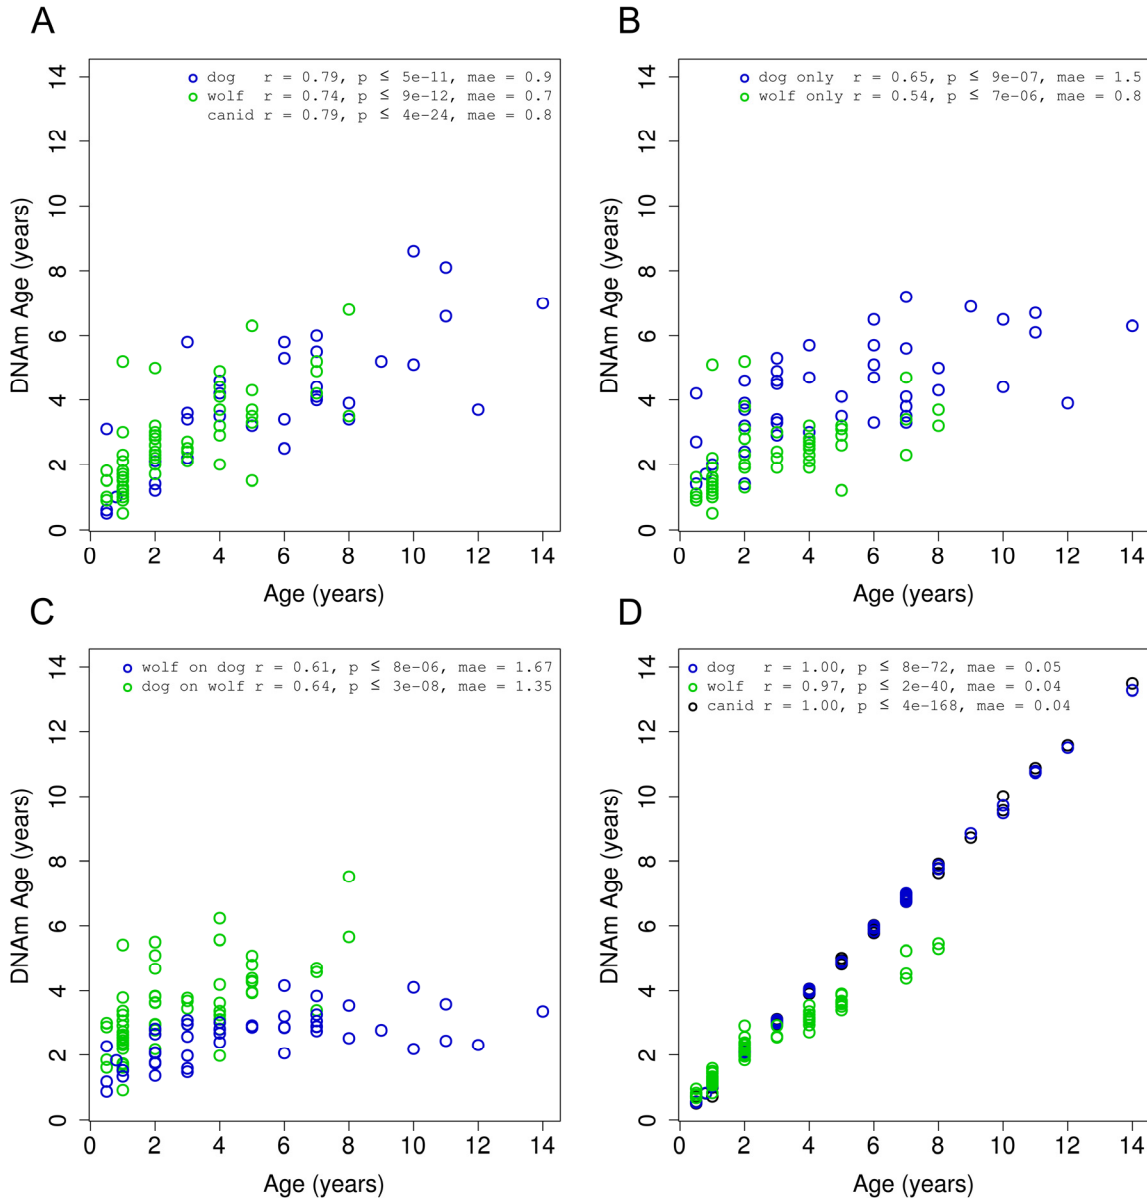 A
dog r = 0.79, p ≤ 5e-11, mae = 0.9
wolf r = 0.74, p ≤ 9e-12, mae = 0.7
canid r = 0.79, p ≤ 4e-24, mae = 0.8
DNAm Age (years)
14
12
10
8
6
4
2
0
0 2 4 6 8 10 12 14
Age (years)
B
dog only r = 0.65, p ≤ 9e-07, mae = 1.5
wolf only r = 0.54, p ≤ 7e-06, mae = 0.8
DNAm Age (years)
14
12
10
8
6
4
2
0
0 2 4 6 8 10 12 14
Age (years)
C
wolf on dog r = 0.61, p ≤ 8e-06, mae = 1.67
dog on wolf r = 0.64, p ≤ 3e-08, mae = 1.35
DNAm Age (years)
14
12
10
8
6
4
2
0
0 2 4 6 8 10 12 14
Age (years)
D
dog r = 1.00, p ≤ 8e-72, mae = 0.05
wolf r = 0.97, p ≤ 2e-40, mae = 0.04
canid r = 1.00, p ≤ 4e-168, mae = 0.04
DNAm Age (years)
14
12
10
8
6
4
2
0
0 2 4 6 8 10 12 14
Age (years)